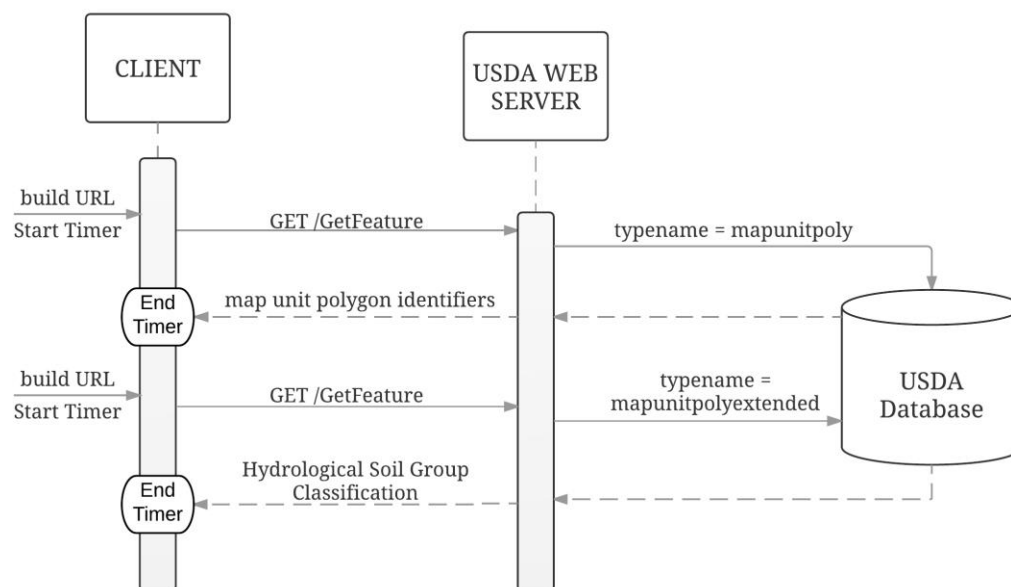 CLIENT
USDA WEB
SERVER
build URL
Start Timer
GET /GetFeature
typename = mapunitpoly
End
Timer
map unit polygon identifiers
USDA
Database
build URL
Start Timer
GET /GetFeature
typename =
mapunitpolyextended
Hydrological Soil Group
Classification
End
Timer